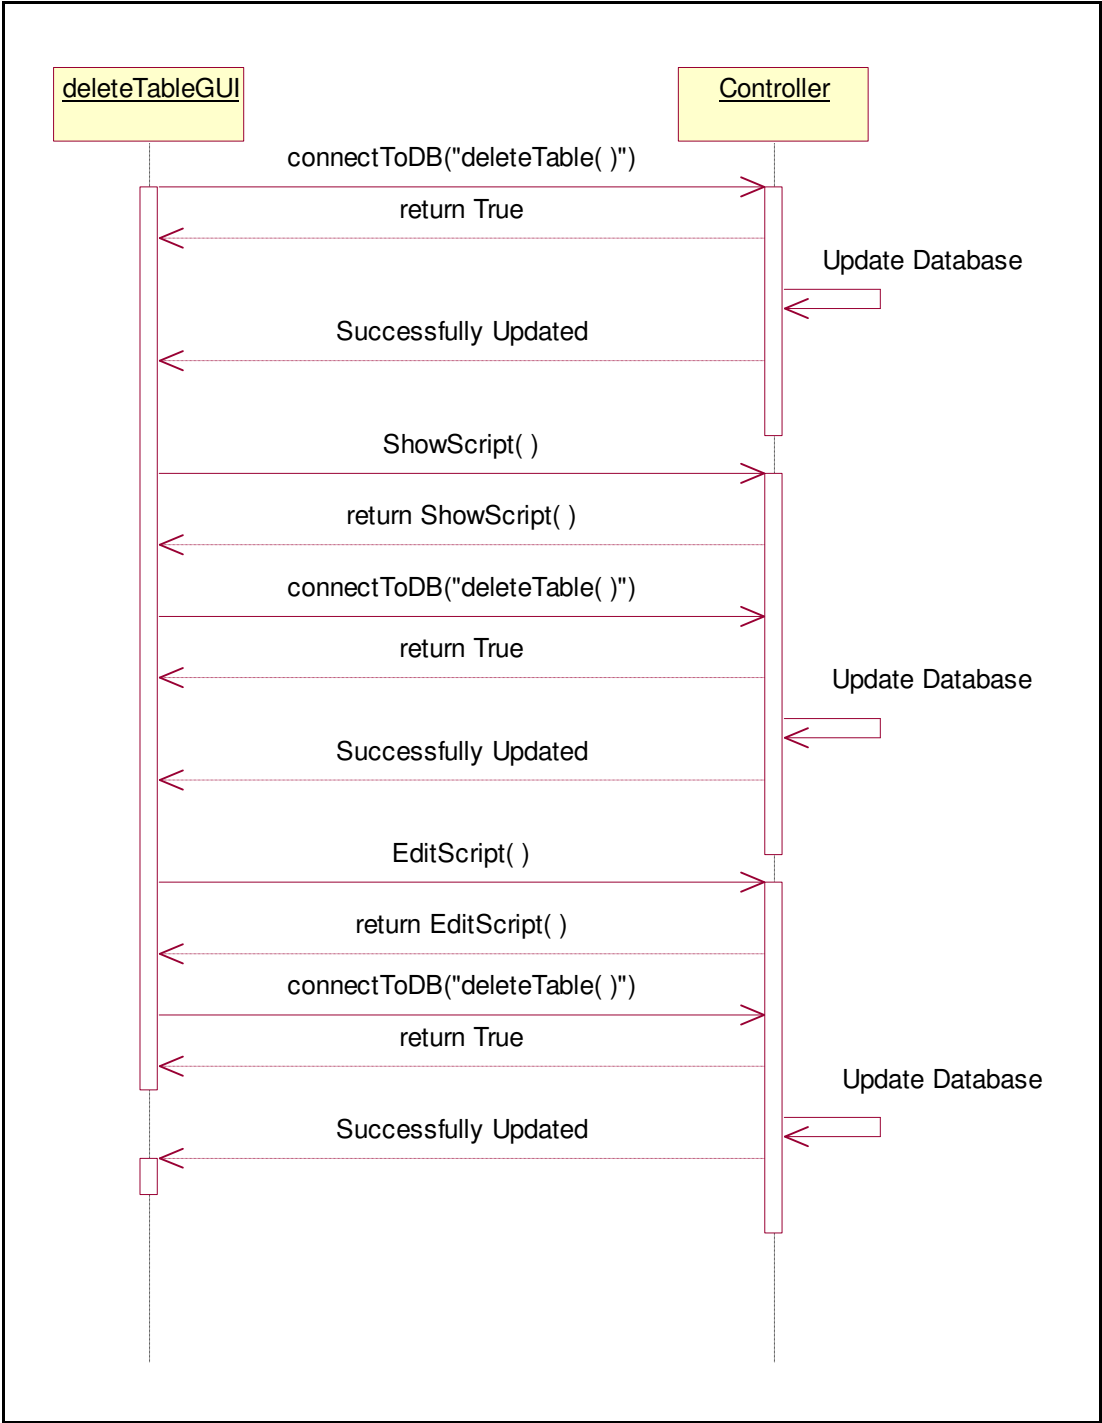 deleteTableGUI
Controller
connectToDB("deleteTable( )")
return True
Update Database
Successfully Updated
ShowScript( )
return ShowScript( )
connectToDB("deleteTable( )")
return True
Update Database
Successfully Updated
EditScript( )
return EditScript( )
connectToDB("deleteTable( )")
return True
Update Database
Successfully Updated